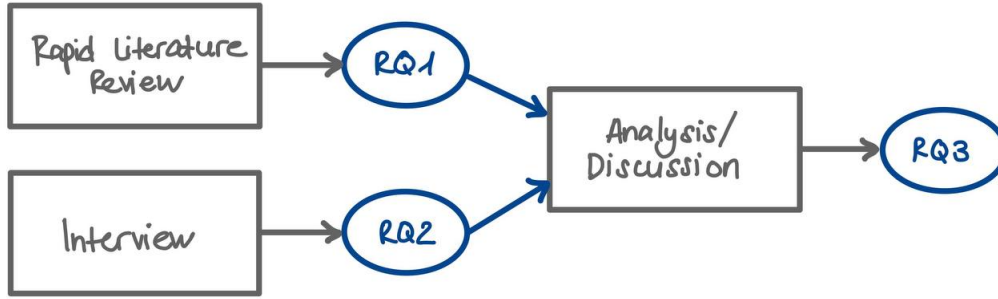 Rapid Literature
Review
RQ1
Analysis/
Discussion
RQ3
Interview
RQ2